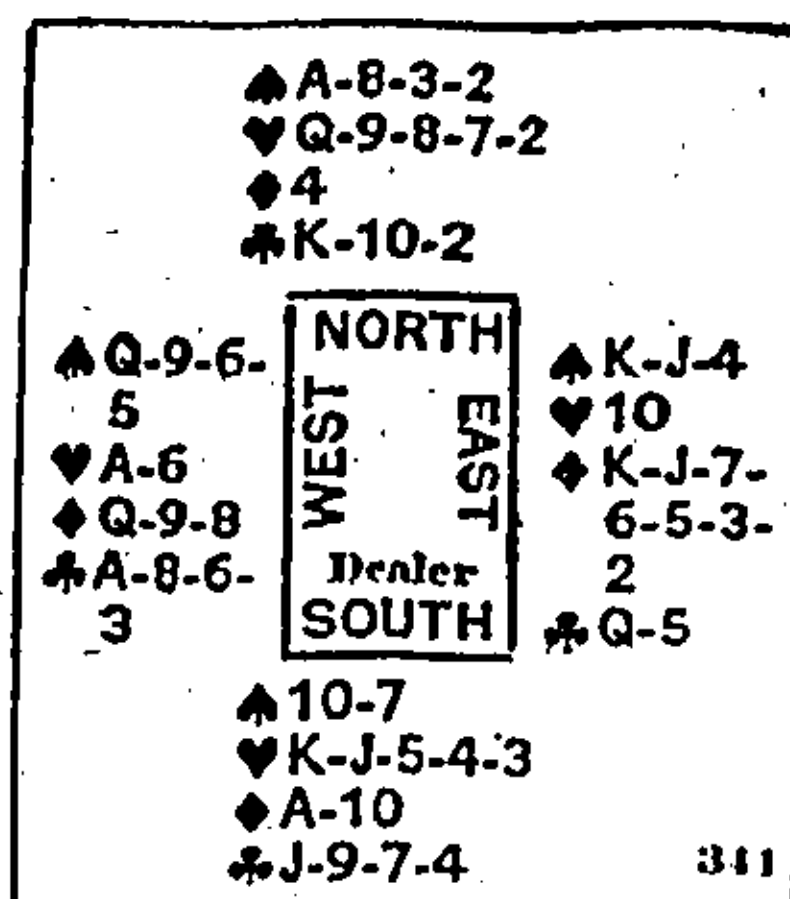 ♠ A-8-3-2
♥ Q-9-8-7-2
♦ 4
♣ K-10-2
NORTH
♠ Q-9-6-
5
♥ A-6
♦ Q-9-8
♣ A-8-6-
3
WEST
EAST
♠ K-J-4
♥ 10
♦ K-J-7-
6-5-3-
2
♣ Q-5
Dealer
SOUTH
♠ 10-7
♥ K-J-5-4-3
♦ A-10
♣ J-9-7-4
341